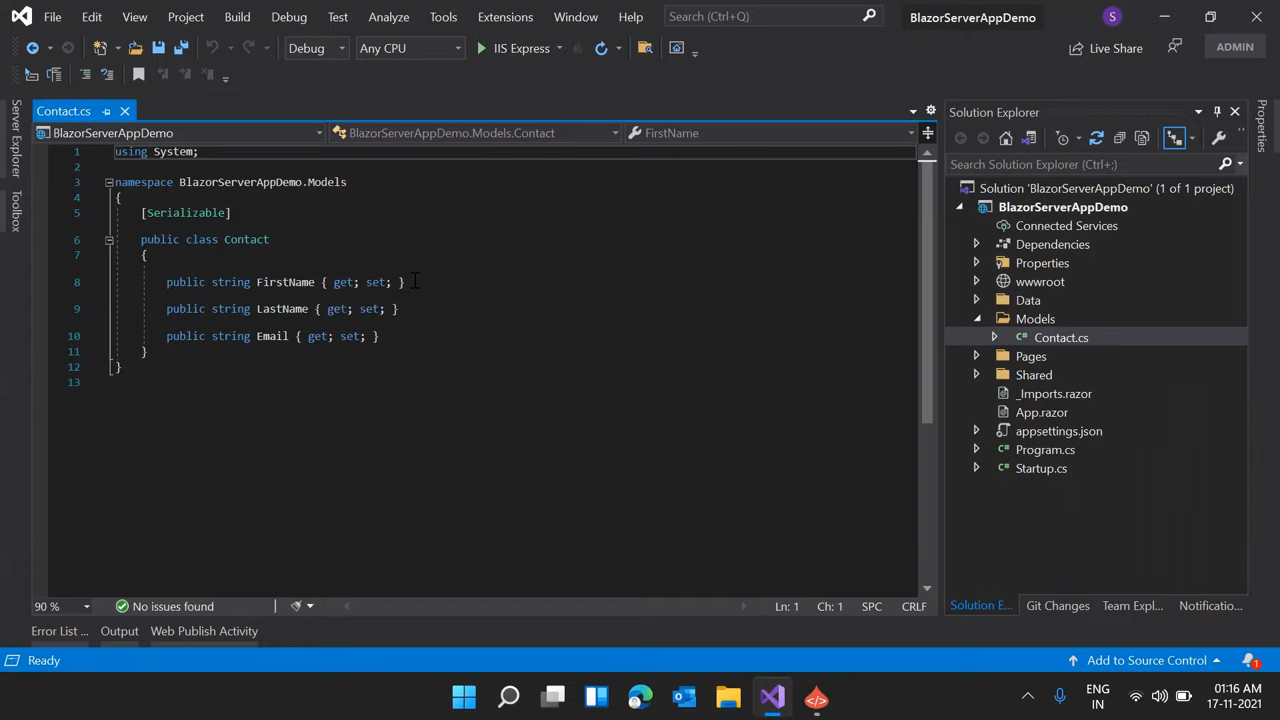 File Edit View Project Build Debug Test Analyze Tools Extensions Window Help Search (Ctrl+Q) BlazorServerAppDemo S
Debug Any CPU IIS Express Live Share ADMIN
Contact.cs
BlazorServerAppDemo BlazorServerAppDemo.Models.Contact FirstName
Server Explorer
Toolbox
1 using System;
2
3 namespace BlazorServerAppDemo.Models
4 {
5 [Serializable]
6 public class Contact
7 {
8 public string FirstName { get; set; }
9 public string LastName { get; set; }
10 public string Email { get; set; }
11 }
12 }
13
90 % No issues found Ln: 1 Ch: 1 SPC CRLF
Solution Explorer
Search Solution Explorer (Ctrl+;)
Solution 'BlazorServerAppDemo' (1 of 1 project)
BlazorServerAppDemo
Connected Services
Dependencies
Properties
wwwroot
Data
Models
C# Contact.cs
Pages
Shared
_Imports.razor
App.razor
appsettings.json
C# Program.cs
C# Startup.cs
Solution E... Git Changes Team Expl... Notificatio...
Properties
Error List ... Output Web Publish Activity
Ready Add to Source Control 1
ENG
IN
01:16 AM
17-11-2021